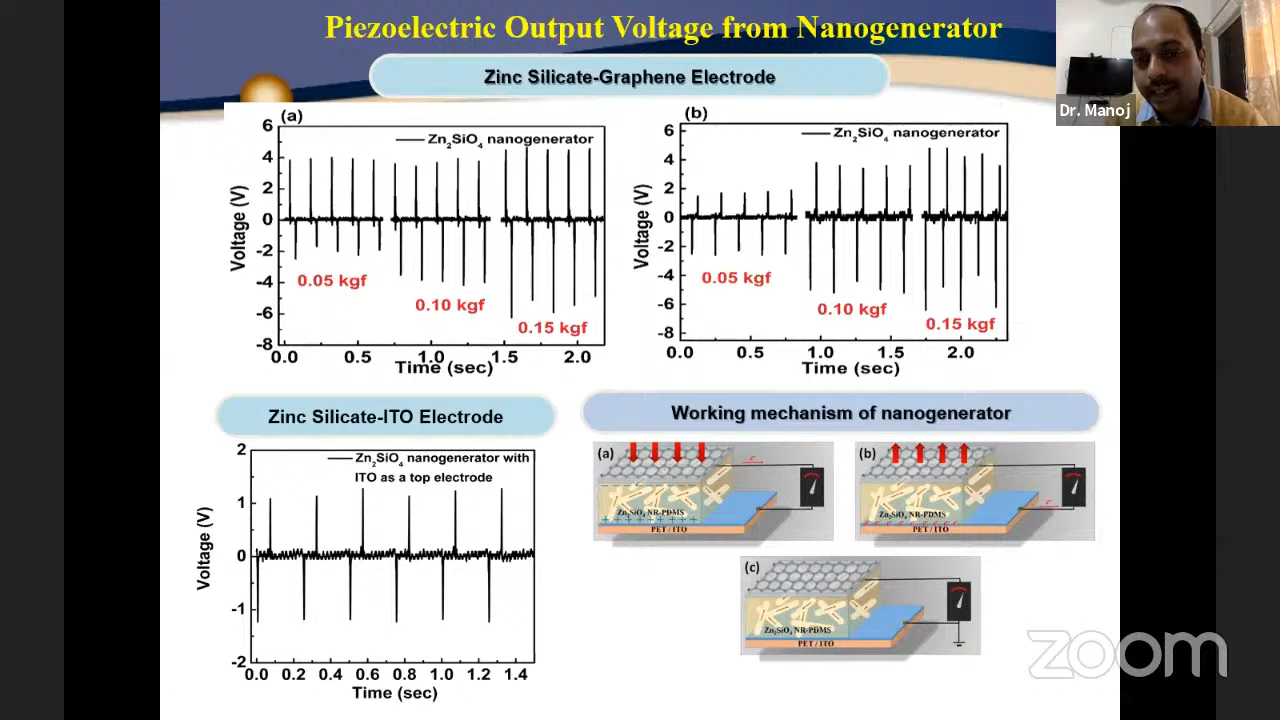 Piezoelectric Output Voltage from Nanogenerator
Dr. Manoj
Zinc Silicate-Graphene Electrode
(a)
Zn2SiO4 nanogenerator
Voltage (V)
6
4
2
0
-2
-4
-6
-8
0.05 kgf
0.10 kgf
0.15 kgf
0.0 0.5 1.0 1.5 2.0
Time (sec)
(b)
Zn2SiO4 nanogenerator
Voltage (V)
6
4
2
0
-2
-4
-6
-8
0.05 kgf
0.10 kgf
0.15 kgf
0.0 0.5 1.0 1.5 2.0
Time (sec)
Zinc Silicate-ITO Electrode
Zn2SiO4 nanogenerator with
ITO as a top electrode
Voltage (V)
2
1
0
-1
-2
0.0 0.2 0.4 0.6 0.8 1.0 1.2 1.4
Time (sec)
Working mechanism of nanogenerator
(a)
e-
Zn2SiO4 NR-PDMS
PET / ITO
(b)
e-
Zn2SiO4 NR-PDMS
PET / ITO
(c)
Zn2SiO4 NR-PDMS
PET / ITO
zoom